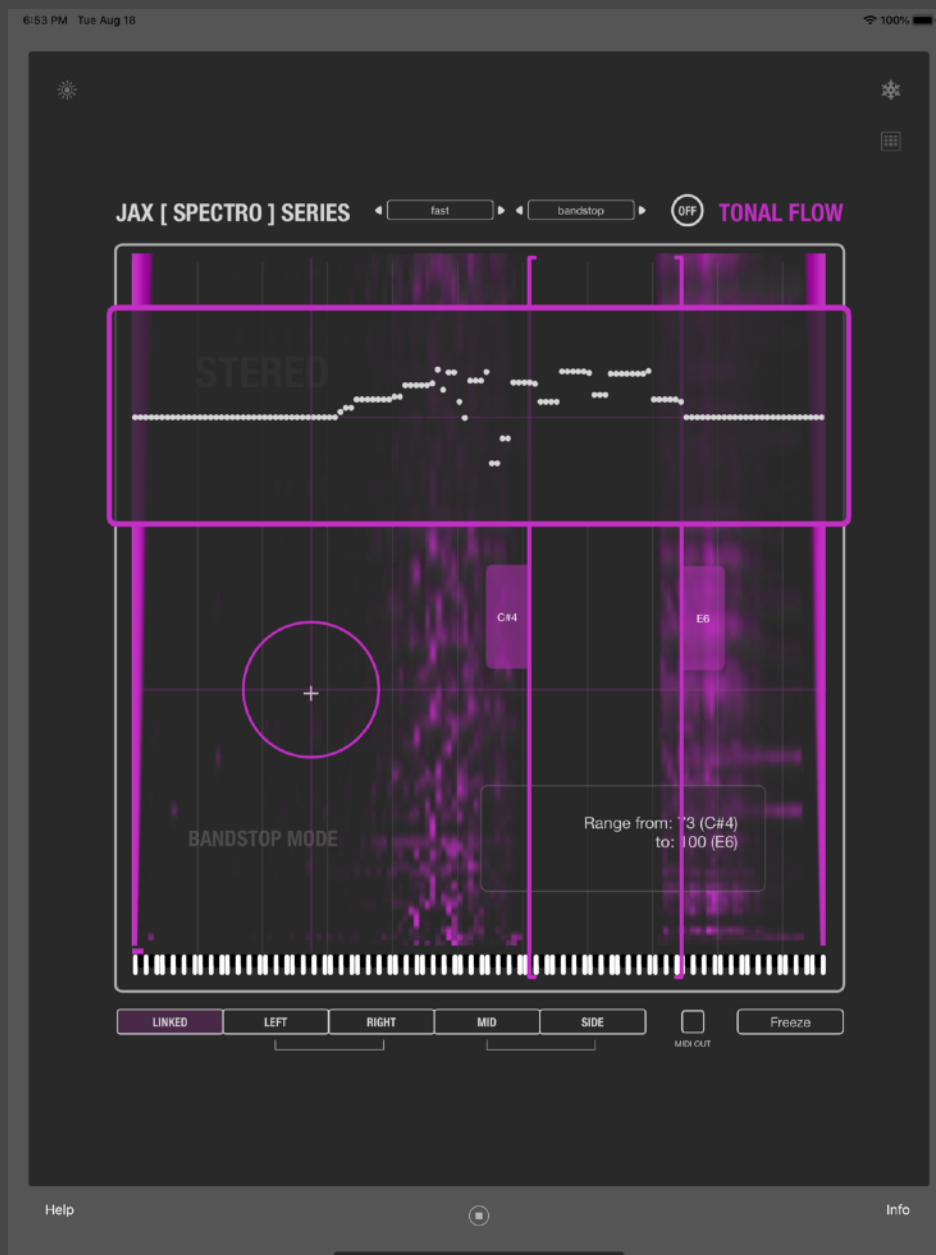 6:53 PM Tue Aug 18
100%
JAX [ SPECTRO ] SERIES
fast
bandstop
OFF
TONAL FLOW
STEREO
C#4
E6
Range from: 73 (C#4)
to: 100 (E6)
BANDSTOP MODE
LINKED
LEFT
RIGHT
MID
SIDE
MIDI OUT
Freeze
Help
Info